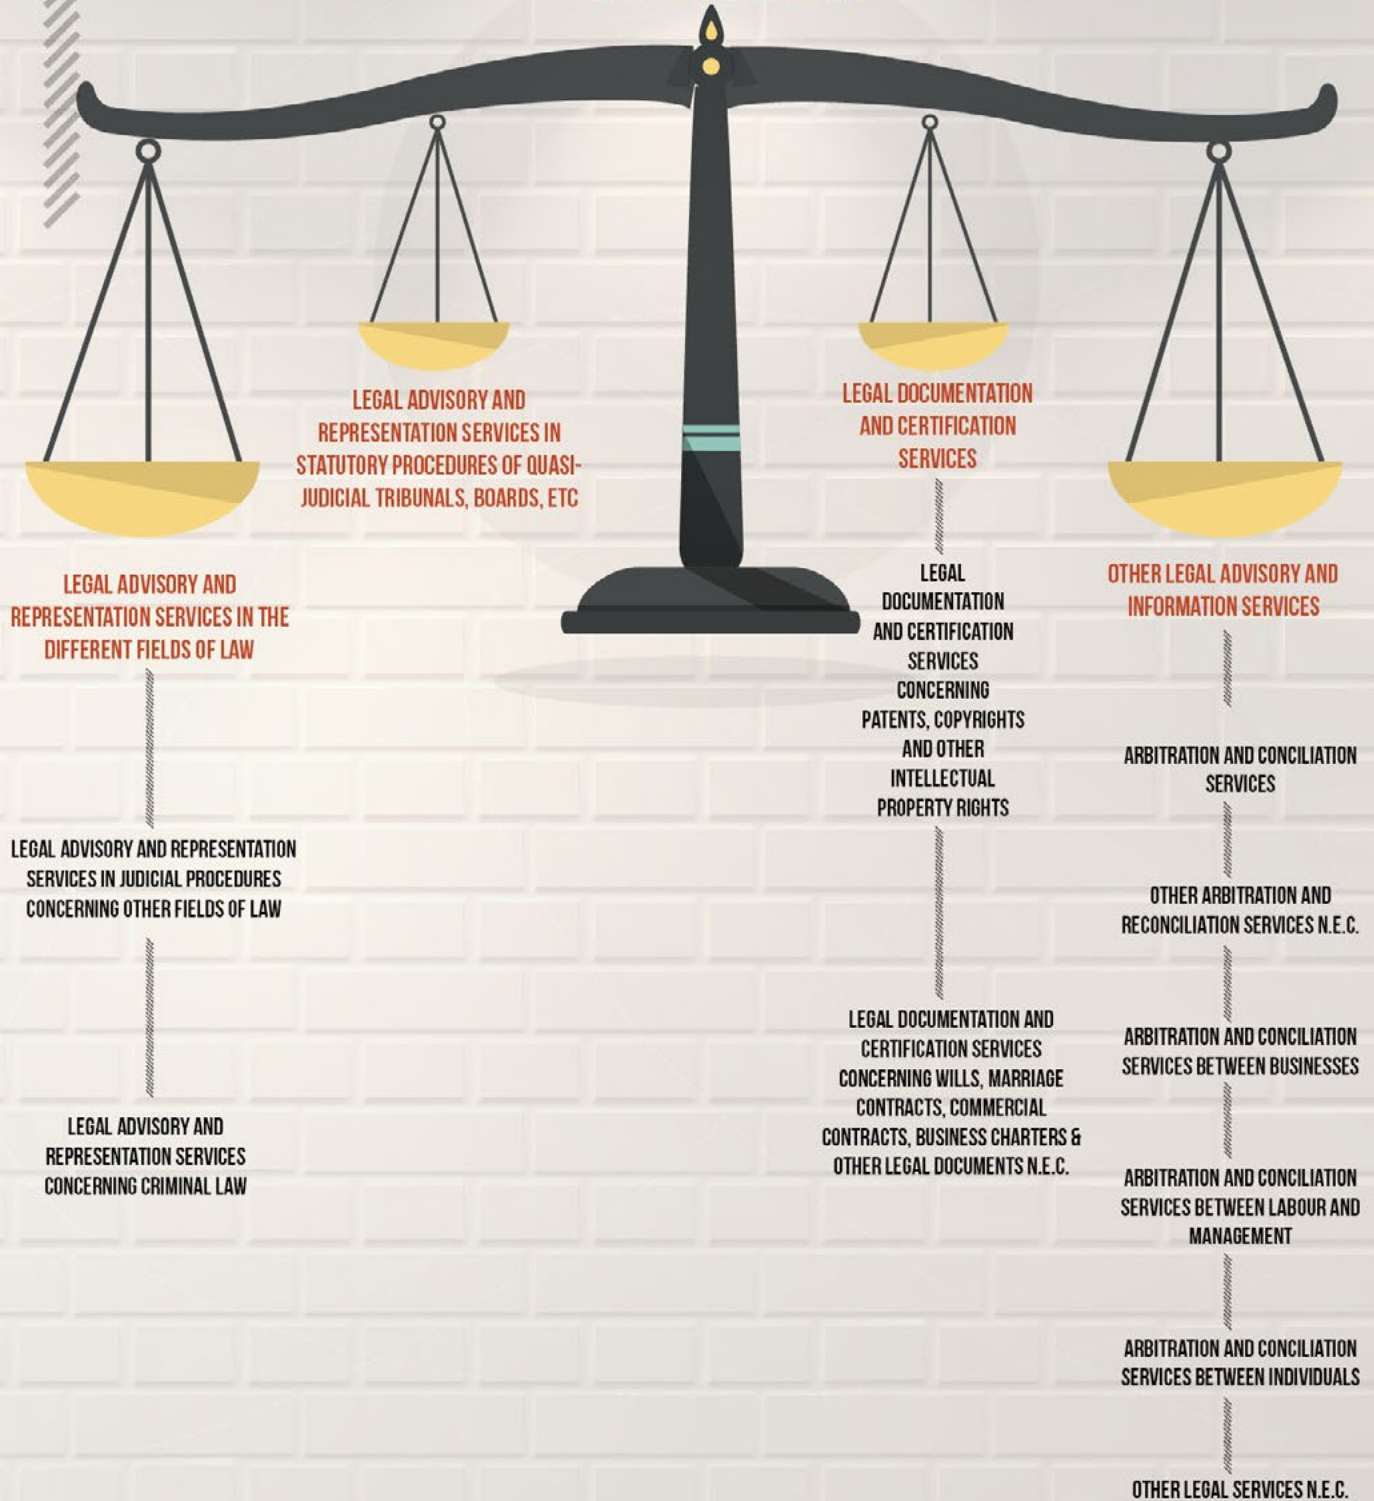 LEGAL ADVISORY AND
REPRESENTATION SERVICES IN THE
DIFFERENT FIELDS OF LAW
LEGAL ADVISORY AND REPRESENTATION
SERVICES IN JUDICIAL PROCEDURES
CONCERNING OTHER FIELDS OF LAW
LEGAL ADVISORY AND
REPRESENTATION SERVICES
CONCERNING CRIMINAL LAW
LEGAL ADVISORY AND
REPRESENTATION SERVICES IN
STATUTORY PROCEDURES OF QUASI-
JUDICIAL TRIBUNALS, BOARDS, ETC
LEGAL DOCUMENTATION
AND CERTIFICATION
SERVICES
LEGAL
DOCUMENTATION
AND CERTIFICATION
SERVICES
CONCERNING
PATENTS, COPYRIGHTS
AND OTHER
INTELLECTUAL
PROPERTY RIGHTS
LEGAL DOCUMENTATION AND
CERTIFICATION SERVICES
CONCERNING WILLS, MARRIAGE
CONTRACTS, COMMERCIAL
CONTRACTS, BUSINESS CHARTERS &
OTHER LEGAL DOCUMENTS N.E.C.
OTHER LEGAL ADVISORY AND
INFORMATION SERVICES
ARBITRATION AND CONCILIATION
SERVICES
OTHER ARBITRATION AND
RECONCILIATION SERVICES N.E.C.
ARBITRATION AND CONCILIATION
SERVICES BETWEEN BUSINESSES
ARBITRATION AND CONCILIATION
SERVICES BETWEEN LABOUR AND
MANAGEMENT
ARBITRATION AND CONCILIATION
SERVICES BETWEEN INDIVIDUALS
OTHER LEGAL SERVICES N.E.C.